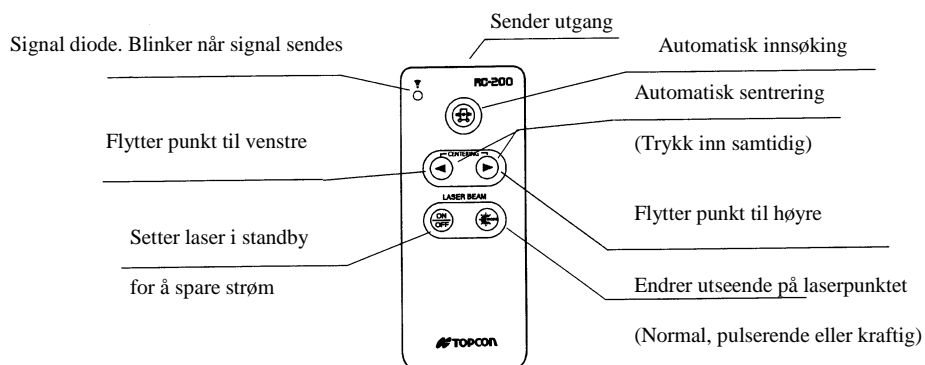 Sender utgang
Signal diode. Blinker når signal sendes
Automatisk innsøking
RC-200
Automatisk sentrering
(Trykk inn samtidig)
Flytter punkt til venstre
CENTERING
Flytter punkt til høyre
LASER BEAM
ON
OFF
Setter laser i standby
for å spare strøm
Endrer utseende på laserpunktet
(Normal, pulserende eller kraftig)
TOPCON